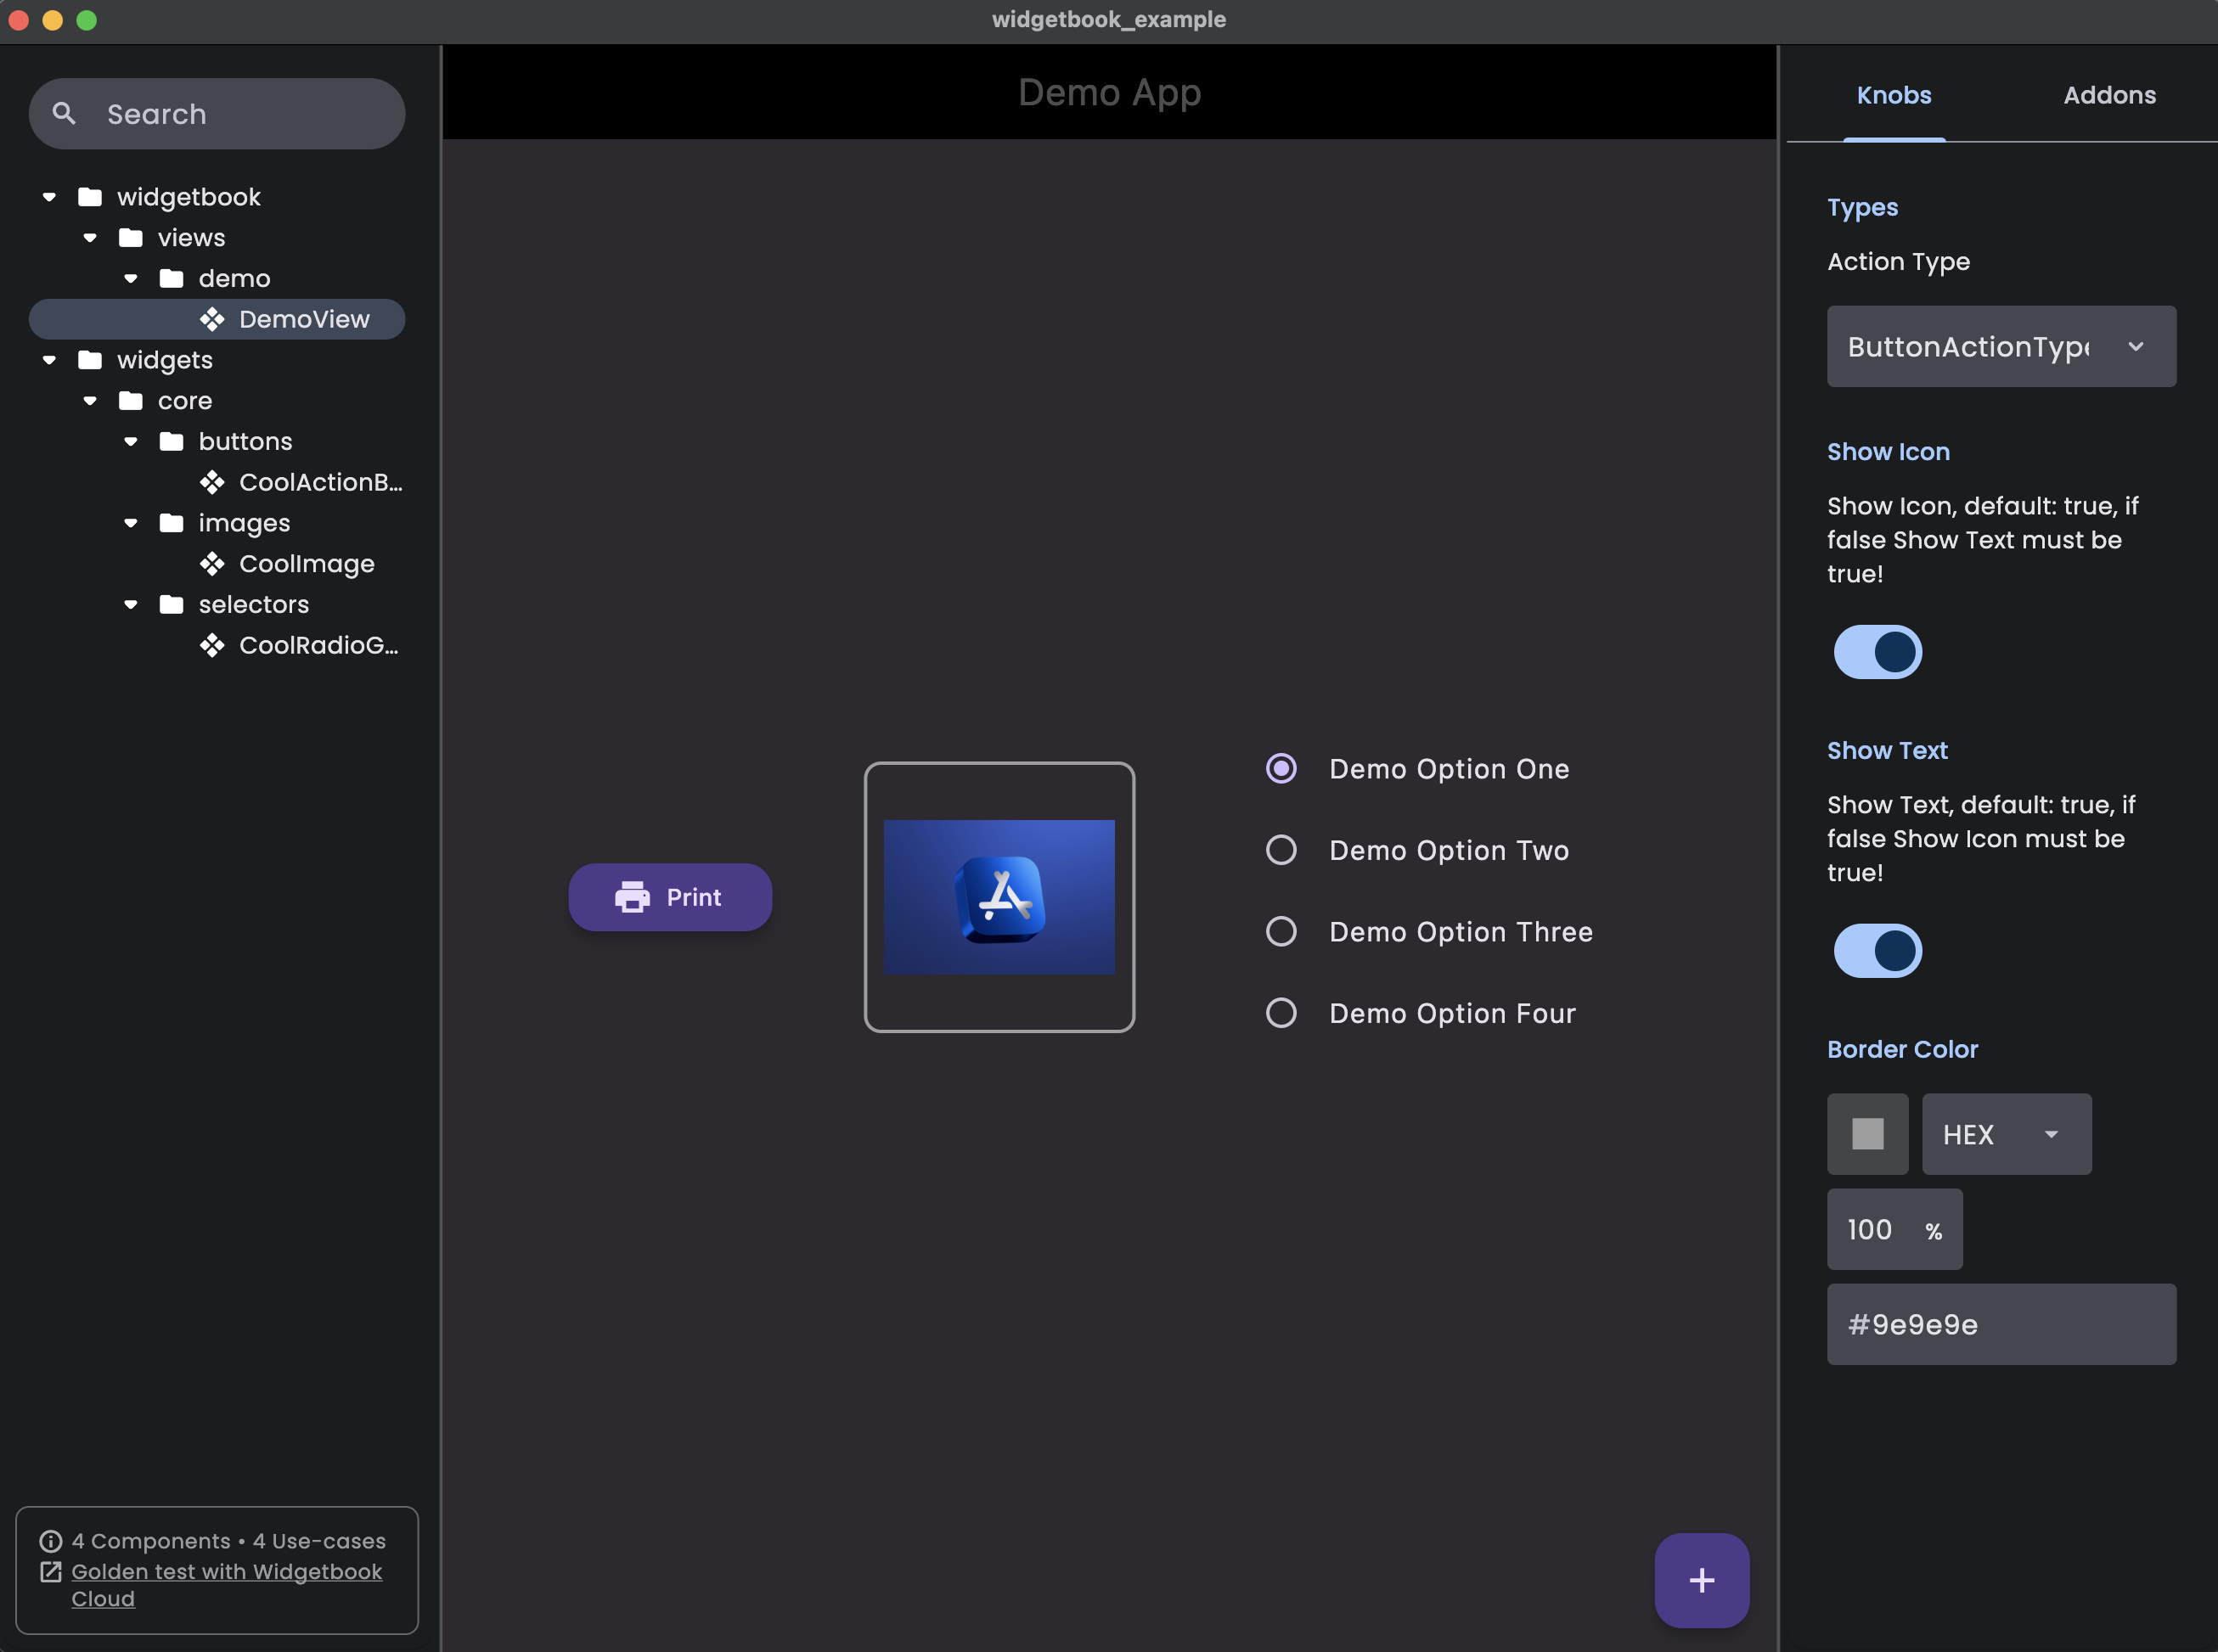 widgetbook_example
Search
widgetbook
views
demo
DemoView
widgets
core
buttons
CoolActionB...
images
CoolImage
selectors
CoolRadioG...
4 Components • 4 Use-cases
Golden test with Widgetbook
Cloud
Demo App
Print
Demo Option One
Demo Option Two
Demo Option Three
Demo Option Four
+
Knobs Addons
Types
Action Type
ButtonActionType
Show Icon
Show Icon, default: true, if
false Show Text must be
true!
Show Text
Show Text, default: true, if
false Show Icon must be
true!
Border Color
HEX
100 %
#9e9e9e